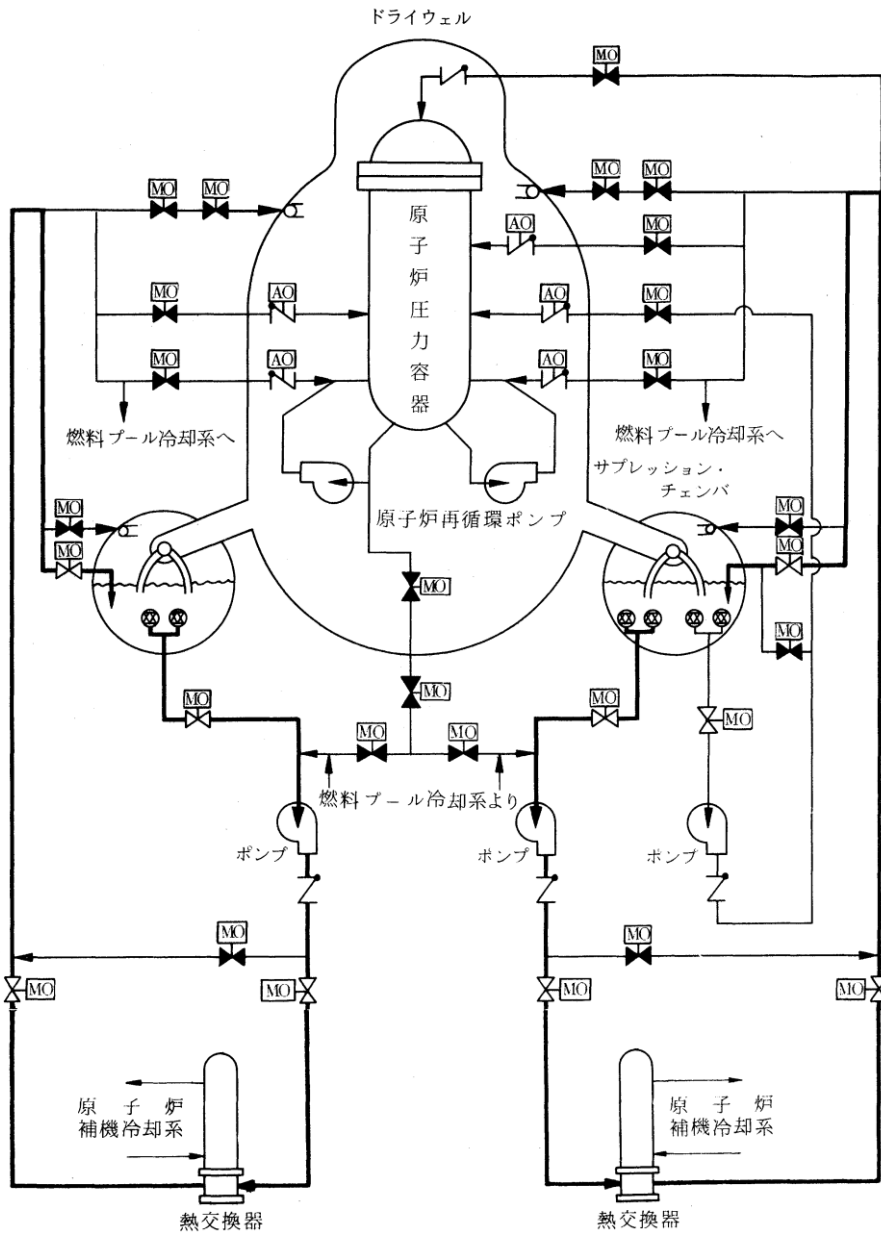 ドライウェル
MO
MO MO
MO MO
原子炉圧力容器
AO MO
MO AO
AO MO
MO AO
AO MO
燃料プール冷却系へ
燃料プール冷却系へ
サプレッション・
チェンバ
原子炉再循環ポンプ
MO
MO
MO
MO
MO
MO
MO
MO
MO
MO
MO
MO MO
燃料プール冷却系より
ポンプ
ポンプ
ポンプ
MO
MO
MO
MO
MO
MO
原子炉
補機冷却系
原子炉
補機冷却系
熱交換器
熱交換器